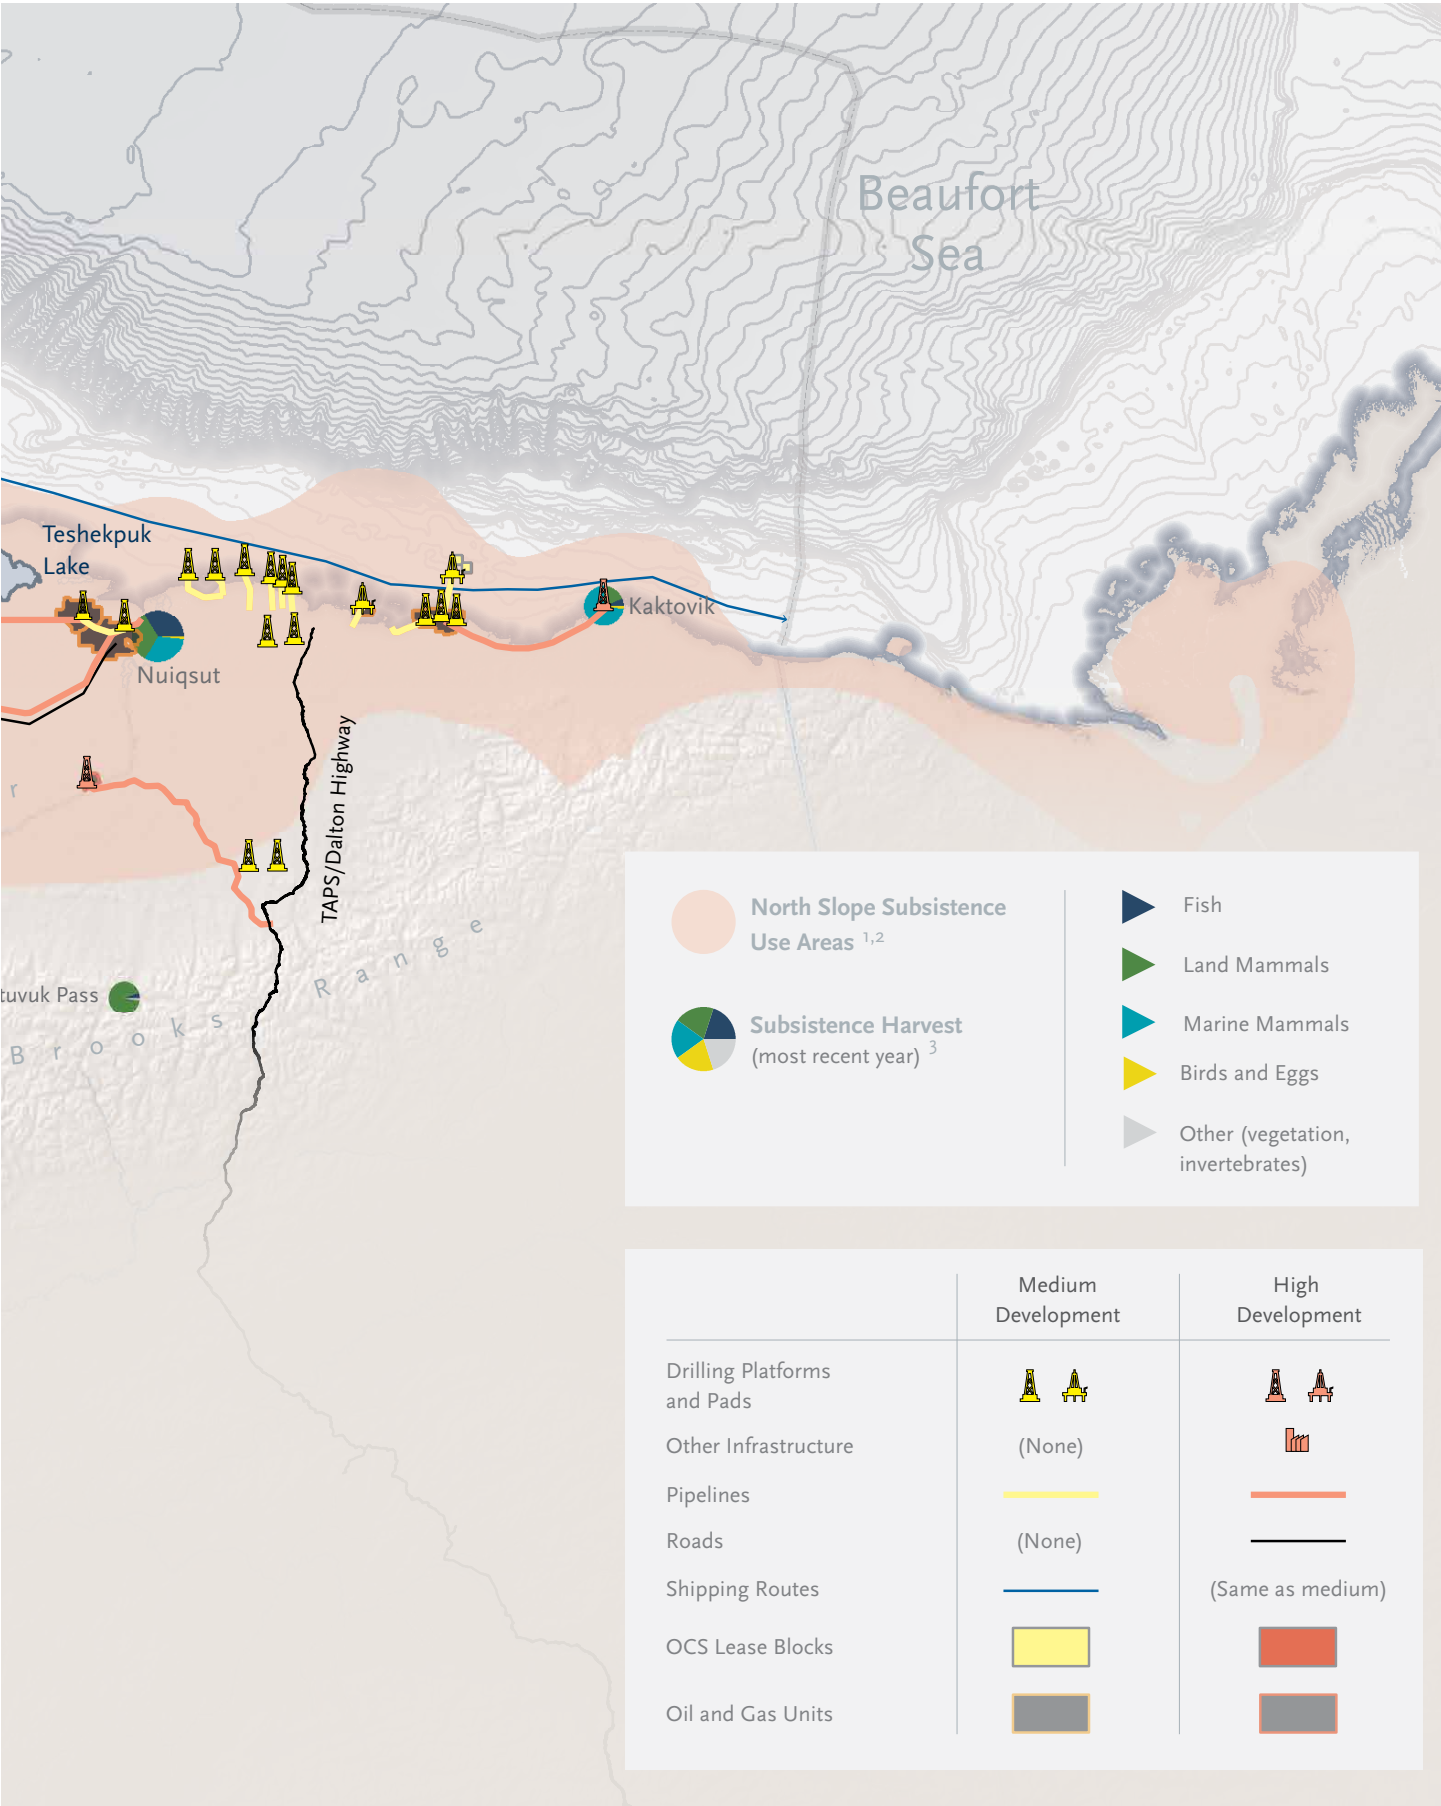 Beaufort
Sea
Teshekpuk
Lake
Kaktovik
Nuiqsut
TAPS/Dalton Highway
r
tuvuk Pass
Brooks Range
North Slope Subsistence
Use Areas 1,2
Subsistence Harvest
(most recent year) 3
Fish
Land Mammals
Marine Mammals
Birds and Eggs
Other (vegetation,
invertebrates)
Medium
Development
High
Development
Drilling Platforms
and Pads
Other Infrastructure
(None)
Pipelines
Roads
(None)
Shipping Routes
(Same as medium)
OCS Lease Blocks
Oil and Gas Units